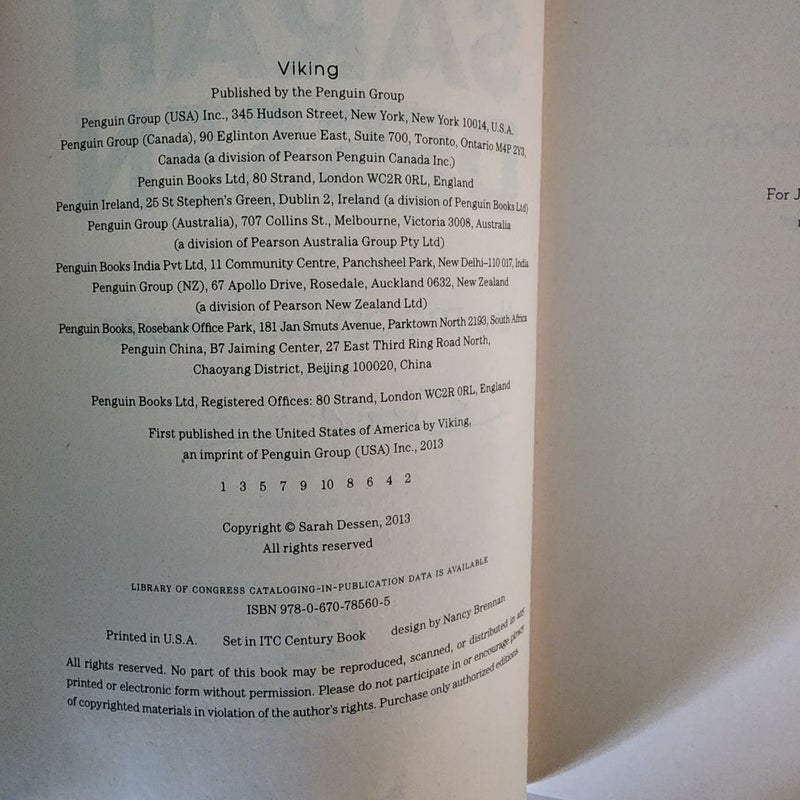 Viking
Published by the Penguin Group
Penguin Group (USA) Inc., 345 Hudson Street, New York, New York 10014, U.S.A.
Penguin Group (Canada), 90 Eglinton Avenue East, Suite 700, Toronto, Ontario M4P 2Y3,
Canada (a division of Pearson Penguin Canada Inc.)
Penguin Books Ltd, 80 Strand, London WC2R 0RL, England
Penguin Ireland, 25 St Stephen's Green, Dublin 2, Ireland (a division of Penguin Books Ltd)
Penguin Group (Australia), 707 Collins St., Melbourne, Victoria 3008, Australia
(a division of Pearson Australia Group Pty Ltd)
Penguin Books India Pvt Ltd, 11 Community Centre, Panchsheel Park, New Delhi–110 017, India
Penguin Group (NZ), 67 Apollo Drive, Rosedale, Auckland 0632, New Zealand
(a division of Pearson New Zealand Ltd)
Penguin Books, Rosebank Office Park, 181 Jan Smuts Avenue, Parktown North 2193, South Africa
Penguin China, B7 Jaiming Center, 27 East Third Ring Road North,
Chaoyang District, Beijing 100020, China
Penguin Books Ltd, Registered Offices: 80 Strand, London WC2R 0RL, England
First published in the United States of America by Viking,
an imprint of Penguin Group (USA) Inc., 2013
1 3 5 7 9 10 8 6 4 2
Copyright © Sarah Dessen, 2013
All rights reserved
LIBRARY OF CONGRESS CATALOGING-IN-PUBLICATION DATA IS AVAILABLE
ISBN 978-0-670-78560-5
Printed in U.S.A. Set in ITC Century Book design by Nancy Brennan
All rights reserved. No part of this book may be reproduced, scanned, or distributed in any
printed or electronic form without permission. Please do not participate in or encourage piracy
of copyrighted materials in violation of the author's rights. Purchase only authorized editions
For J